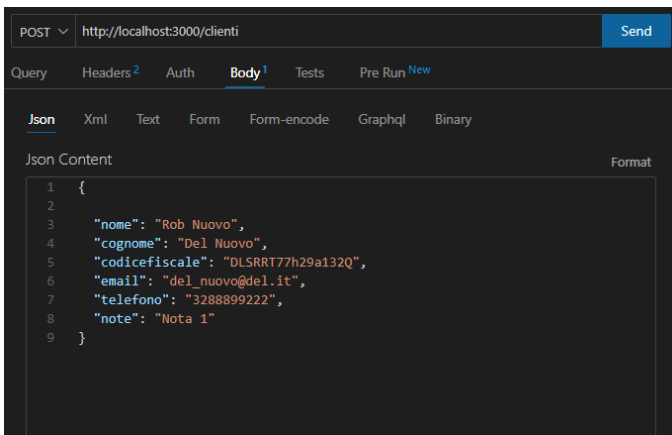 POST http://localhost:3000/clienti Send
Query Headers 2 Auth Body 1 Tests Pre Run New
Json Xml Text Form Form-encode Graphql Binary
Json Content Format
1 {
2
3 "nome": "Rob Nuovo",
4 "cognome": "Del Nuovo",
5 "codicefiscale": "DLSRRT77h29a132Q",
6 "email": "del_nuovo@del.it",
7 "telefono": "3288899222",
8 "note": "Nota 1"
9 }